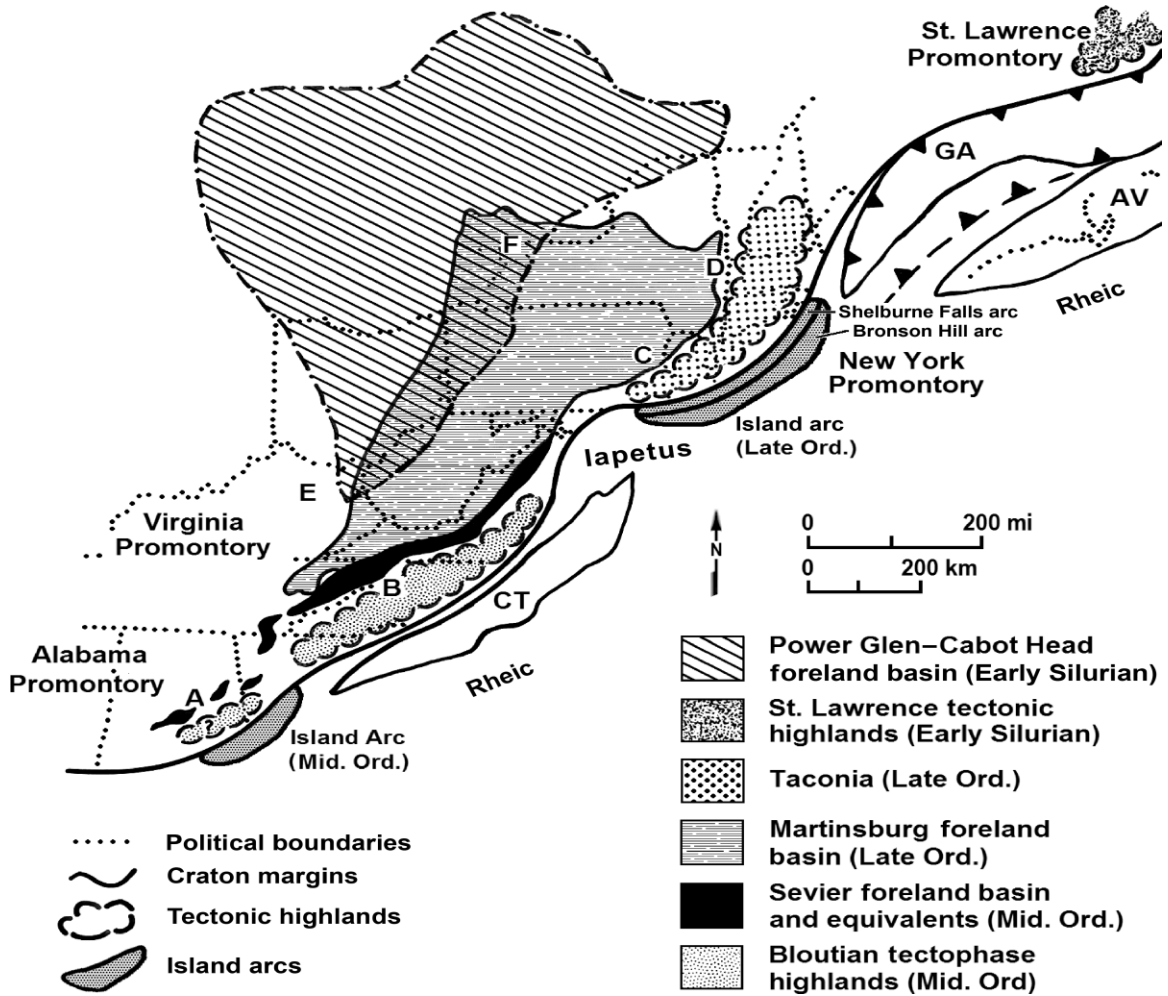 St. Lawrence
Promontory
GA
AV
Rheic
F
D
Shelburne Falls arc
Bronson Hill arc
C
New York
Promontory
Island arc
(Late Ord.)
Iapetus
E
Virginia
Promontory
0 200 mi
N
0 200 km
B
CT
Rheic
Alabama
Promontory
A
?
Island Arc
(Mid. Ord.)
Power Glen–Cabot Head
foreland basin (Early Silurian)
St. Lawrence tectonic
highlands (Early Silurian)
Taconia (Late Ord.)
Martinsburg foreland
basin (Late Ord.)
Sevier foreland basin
and equivalents (Mid. Ord.)
Bloutian tectophase
highlands (Mid. Ord)
Political boundaries
Craton margins
Tectonic highlands
Island arcs